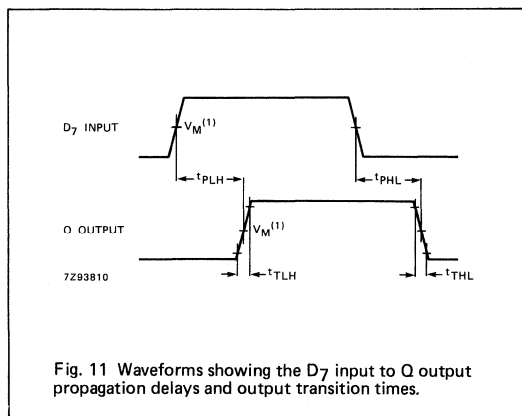 D7 INPUT
VM(1)
tPLH
tPHL
Q OUTPUT
VM(1)
7Z93810
tTLH
tTHL
Fig. 11 Waveforms showing the D7 input to Q output
propagation delays and output transition times.